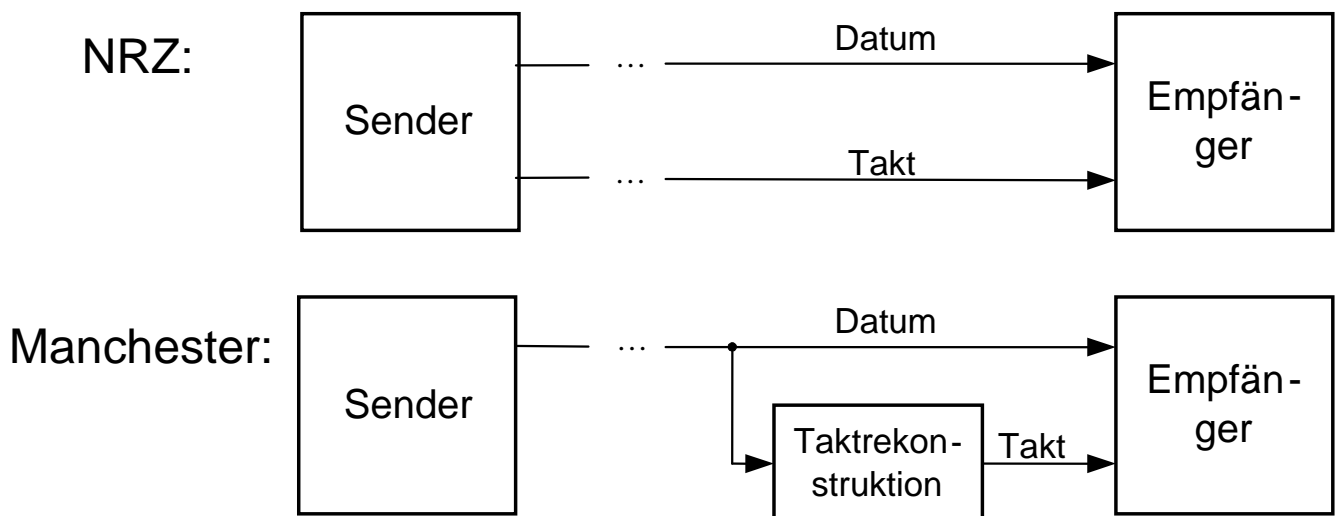 NRZ:
Sender
…
Datum
…
Takt
Empfän-
ger
Manchester:
Sender
…
Datum
Taktrekon-
struktion
Takt
Empfän-
ger